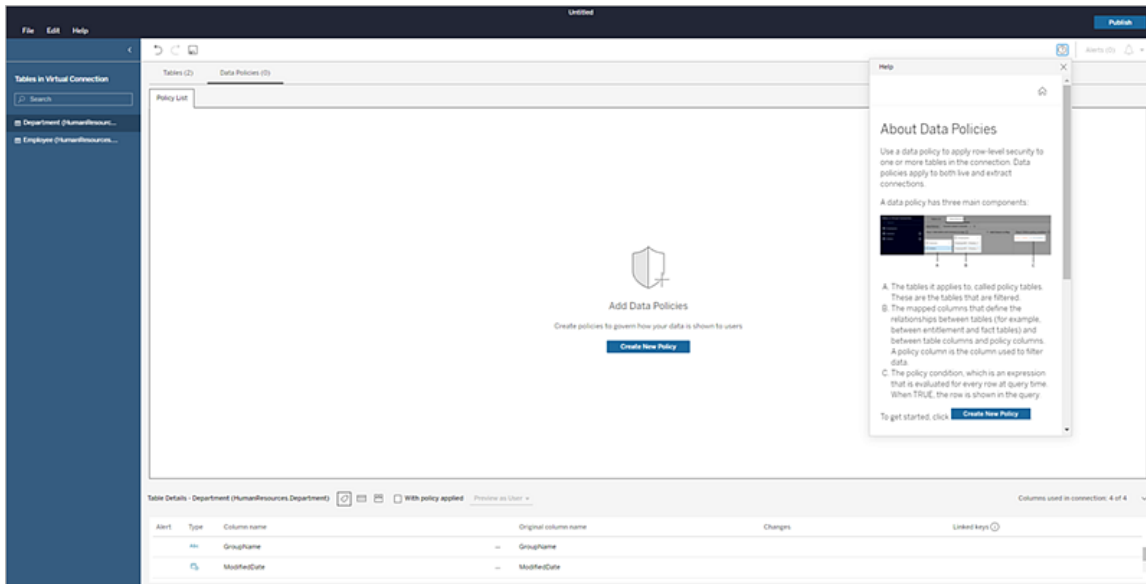 Untitled
File Edit Help
Publish
Alerts (0)
Tables in Virtual Connection
Search
Department (HumanResourc...
Employee (HumanResources....
Tables (2) Data Policies (0)
Policy List
Add Data Policies
Create policies to govern how your data is shown to users
Create New Policy
Help
About Data Policies
Use a data policy to apply row-level security to
one or more tables in the connection. Data
policies apply to both live and extract
connections.
A data policy has three main components:
A. The tables it applies to, called policy tables.
These are the tables that are filtered.
B. The mapped columns that define the
relationships between tables (for example,
between entitlement and fact tables) and
between table columns and policy columns.
A policy column is the column used to filter
data.
C. The policy condition, which is an expression
that is evaluated for every row at query time.
When TRUE, the row is shown in the query.
To get started, click Create New Policy
Table Details - Department (HumanResources.Department) With policy applied Preview as User Columns used in connection: 4 of 4
Alert Type Column name Original column name Changes Linked keys
Abc GroupName GroupName
ModifiedDate ModifiedDate